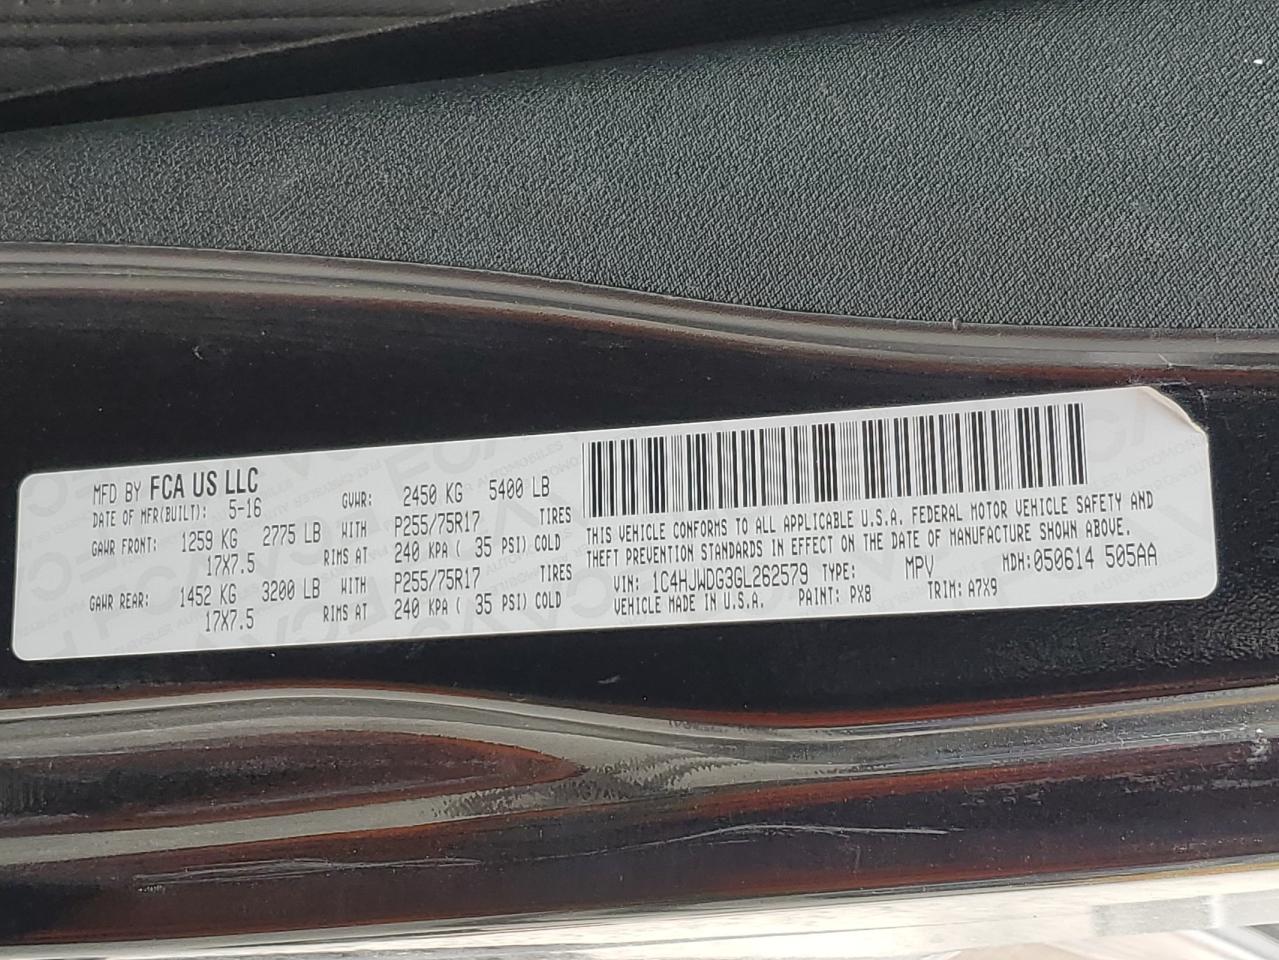 MFD BY FCA US LLC
DATE OF MFR(BUILT): 5-16 GVWR: 2450 KG 5400 LB
GAWR FRONT: 1259 KG 2775 LB WITH P255/75R17 TIRES
17X7.5 RIMS AT 240 KPA ( 35 PSI) COLD
GAWR REAR: 1452 KG 3200 LB WITH P255/75R17 TIRES
17X7.5 RIMS AT 240 KPA ( 35 PSI) COLD
THIS VEHICLE CONFORMS TO ALL APPLICABLE U.S.A. FEDERAL MOTOR VEHICLE SAFETY AND
THEFT PREVENTION STANDARDS IN EFFECT ON THE DATE OF MANUFACTURE SHOWN ABOVE.
VIN: 1C4HJWDG3GL262579 TYPE: MPV MDH:050614 505AA
VEHICLE MADE IN U.S.A. PAINT: PX8 TRIM: A7X9